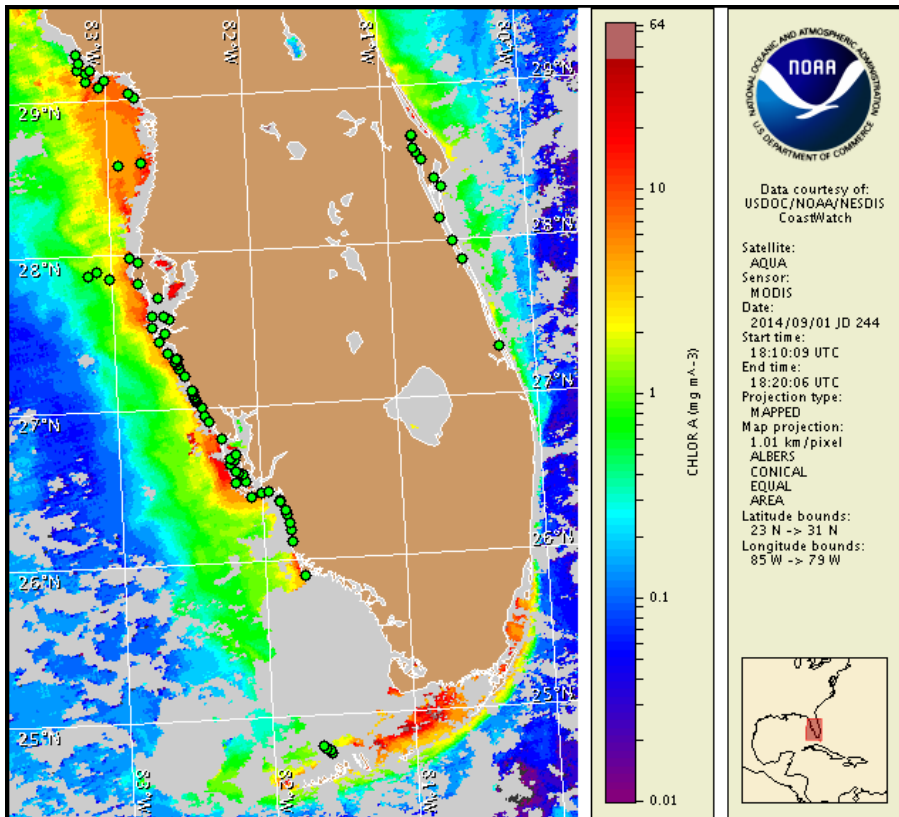 83°W
82°W
81°W
80°W
29°N
29°N
28°N
28°N
27°N
27°N
26°N
26°N
25°N
25°N
83°W
82°W
81°W
64
10
1
0.1
0.01
CHLOR A (mg m^-3)
NATIONAL OCEANIC AND ATMOSPHERIC ADMINISTRATION
NOAA
U.S. DEPARTMENT OF COMMERCE
Data courtesy of:
USDOC/NOAA/NESDIS
CoastWatch
Satellite:
AQUA
Sensor:
MODIS
Date:
2014/09/01 JD 244
Start time:
18:10:09 UTC
End time:
18:20:06 UTC
Projection type:
MAPPED
Map projection:
1.01 km/pixel
ALBERS
CONICAL
EQUAL
AREA
Latitude bounds:
23 N -> 31 N
Longitude bounds:
85 W -> 79 W